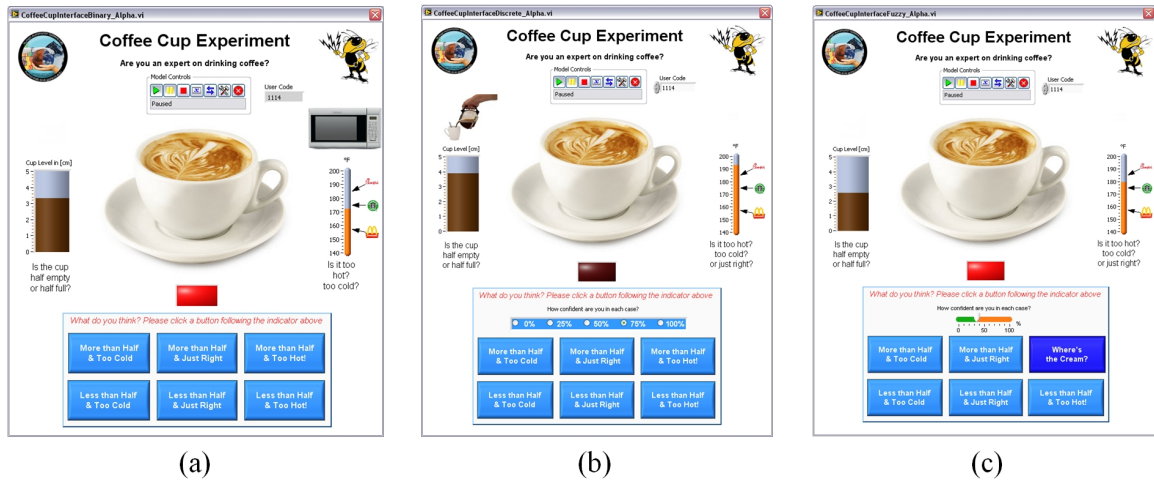 CoffeeCupInterfaceBinary_Alpha.vi
Coffee Cup Experiment
Are you an expert on drinking coffee?
Model Controls
Paused
User Code
1114
Cup Level in [cm]
5
4
3
2
1
0
Is the cup
half empty
or half full?
°F
200
190
180
170
160
150
140
Is it too
hot?
too cold?
What do you think? Please click a button following the indicator above
More than Half
& Too Cold
More than Half
& Just Right
More than Half
& Too Hot!
Less than Half
& Too Cold
Less than Half
& Just Right
Less than Half
& Too Hot!
(a)
CoffeeCupInterfaceDiscrete_Alpha.vi
Coffee Cup Experiment
Are you an expert on drinking coffee?
Model Controls
Paused
User Code
1114
Cup Level [cm]
5
4
3
2
1
0
Is the cup
half empty
or half full?
°F
200
190
180
170
160
150
140
Is it too hot?
too cold?
or just right?
What do you think? Please click a button following the indicator above
How confident are you in each case?
0% 25% 50% 75% 100%
More than Half
& Too Cold
More than Half
& Just Right
More than Half
& Too Hot!
Less than Half
& Too Cold
Less than Half
& Just Right
Less than Half
& Too Hot!
(b)
CoffeeCupInterfaceFuzzy_Alpha.vi
Coffee Cup Experiment
Are you an expert on drinking coffee?
Model Controls
Paused
User Code
1114
Cup Level [cm]
5
4
3
2
1
0
Is the cup
half empty
or half full?
°F
200
190
180
170
160
150
140
Is it too hot?
too cold?
or just right?
What do you think? Please click a button following the indicator above
How confident are you in each case?
0 50 100 %
More than Half
& Too Cold
More than Half
& Just Right
Where's
the Cream?
Less than Half
& Too Cold
Less than Half
& Just Right
Less than Half
& Too Hot!
(c)